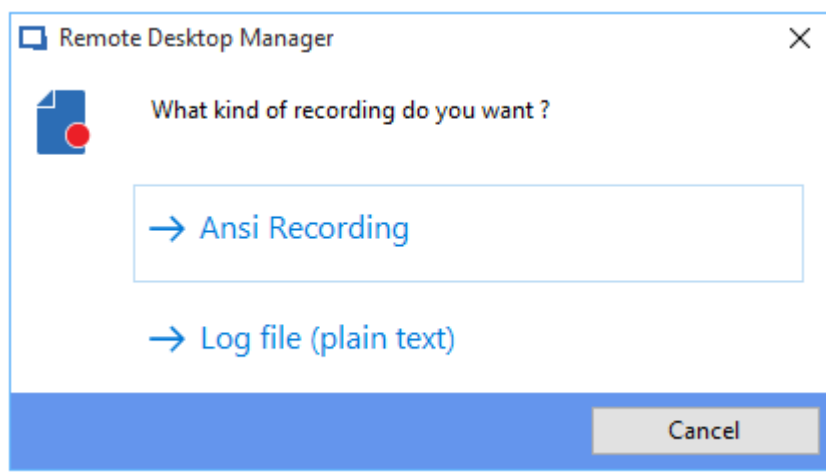 Remote Desktop Manager
What kind of recording do you want ?
Ansi Recording
Log file (plain text)
Cancel